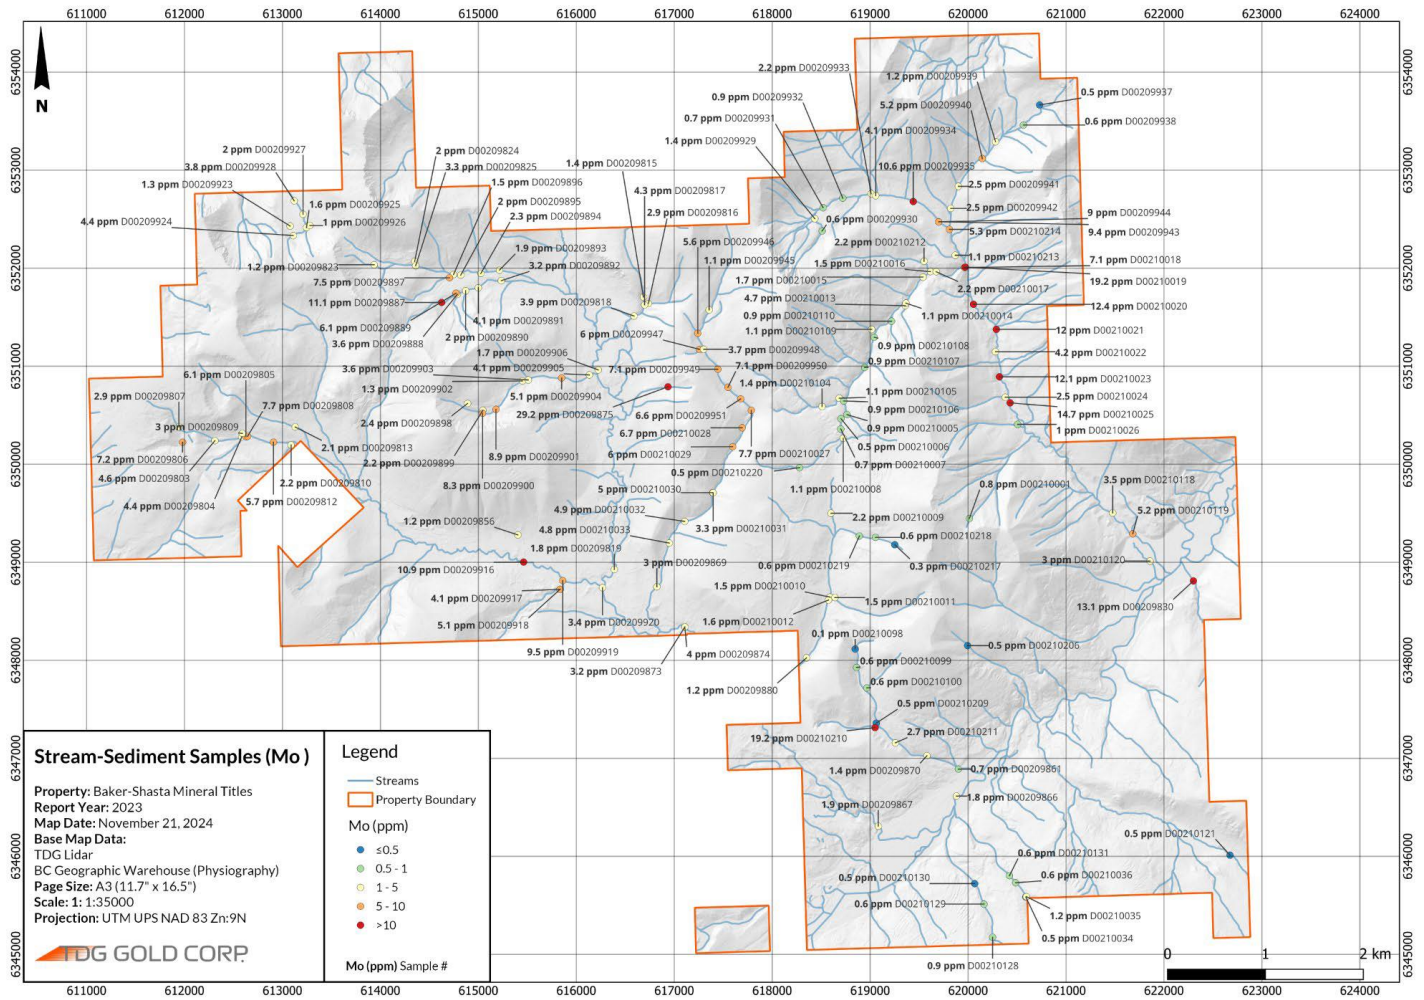 611000 612000 613000 614000 615000 616000 617000 618000 619000 620000 621000 622000 623000 624000
6354000 6354000
N
2.2 ppm D00209933
1.2 ppm D00209939
0.5 ppm D00209937
0.9 ppm D00209932
5.2 ppm D00209940
0.7 ppm D00209931
0.6 ppm D00209938
4.1 ppm D00209934
1.4 ppm D00209929
2 ppm D00209927
2 ppm D00209824
1.4 ppm D00209815
3.8 ppm D00209928
3.3 ppm D00209825
10.6 ppm D00209935
6353000 6353000
1.3 ppm D00209923
1.5 ppm D00209896
4.3 ppm D00209817
2.5 ppm D00209941
1.6 ppm D00209925
2 ppm D00209895
2.9 ppm D00209816
2.5 ppm D00209942
4.4 ppm D00209924
1 ppm D00209926
2.3 ppm D00209894
0.6 ppm D00209930
9 ppm D00209944
5.3 ppm D00210214
9.4 ppm D00209943
5.6 ppm D00209946
2.2 ppm D00210212
1.9 ppm D00209893
1.1 ppm D00209945
1.1 ppm D00210213
7.1 ppm D00210018
1.2 ppm D00209823
3.2 ppm D00209892
1.5 ppm D00210016
6352000 6352000
7.5 ppm D00209897
1.7 ppm D00210015
19.2 ppm D00210019
2.2 ppm D00210017
11.1 ppm D00209887
3.9 ppm D00209818
4.7 ppm D00210013
12.4 ppm D00210020
0.9 ppm D00210110
1.1 ppm D00210014
6.1 ppm D00209889
4.1 ppm D00209891
6 ppm D00209947
1.1 ppm D00210109
12 ppm D00210021
2 ppm D00209890
3.6 ppm D00209888
0.9 ppm D00210108
1.7 ppm D00209906
3.7 ppm D00209948
4.2 ppm D00210022
0.9 ppm D00210107
6351000 6351000
3.6 ppm D00209903
4.1 ppm D00209905
7.1 ppm D00209949
7.1 ppm D00209950
6.1 ppm D00209805
12.1 ppm D00210023
1.3 ppm D00209902
1.4 ppm D00210104
1.1 ppm D00210105
2.9 ppm D00209807
5.1 ppm D00209904
2.5 ppm D00210024
7.7 ppm D00209808
29.2 ppm D00209875
6.6 ppm D00209951
0.9 ppm D00210106
14.7 ppm D00210025
2.4 ppm D00209898
3 ppm D00209809
0.9 ppm D00210005
1 ppm D00210026
6.7 ppm D00210028
2.1 ppm D00209813
0.5 ppm D00210006
6 ppm D00210029
7.7 ppm D00210027
7.2 ppm D00209806
8.9 ppm D00209901
2.2 ppm D00209899
0.7 ppm D00210007
6350000 6350000
0.5 ppm D00210220
4.6 ppm D00209803
2.2 ppm D00209810
8.3 ppm D00209900
0.8 ppm D00210001
3.5 ppm D00210118
5 ppm D00210030
1.1 ppm D00210008
4.4 ppm D00209804
5.7 ppm D00209812
4.9 ppm D00210032
5.2 ppm D00210119
1.2 ppm D00209856
3.3 ppm D00210031
2.2 ppm D00210009
4.8 ppm D00210033
0.6 ppm D00210218
1.8 ppm D00209819
6349000 6349000
3 ppm D00209869
0.6 ppm D00210219
0.3 ppm D00210217
3 ppm D00210120
10.9 ppm D00209916
1.5 ppm D00210010
4.1 ppm D00209917
1.5 ppm D00210011
13.1 ppm D00209830
5.1 ppm D00209918
3.4 ppm D00209920
1.6 ppm D00210012
0.1 ppm D00210098
9.5 ppm D00209919
4 ppm D00209874
0.5 ppm D00210206
6348000 6348000
3.2 ppm D00209873
0.6 ppm D00210099
0.6 ppm D00210100
1.2 ppm D00209880
0.5 ppm D00210209
2.7 ppm D00210211
19.2 ppm D00210210
6347000 6347000
1.4 ppm D00209870
0.7 ppm D00209861
1.9 ppm D00209867
1.8 ppm D00209866
0.5 ppm D00210121
6346000 6346000
0.6 ppm D00210131
0.5 ppm D00210130
0.6 ppm D00210036
0.6 ppm D00210129
1.2 ppm D00210035
0.5 ppm D00210034
0.9 ppm D00210128
6345000 6345000
Stream-Sediment Samples (Mo )
Property: Baker-Shasta Mineral Titles
Report Year: 2023
Map Date: November 21, 2024
Base Map Data:
TDG Lidar
BC Geographic Warehouse (Physiography)
Page Size: A3 (11.7" x 16.5")
Scale: 1: 1:35000
Projection: UTM UPS NAD 83 Zn:9N
TDG GOLD CORP.
Legend
Streams
Property Boundary
Mo (ppm)
≤0.5
0.5 - 1
1 - 5
5 - 10
>10
Mo (ppm) Sample #
0 1 2 km
611000 612000 613000 614000 615000 616000 617000 618000 619000 620000 621000 622000 623000 624000